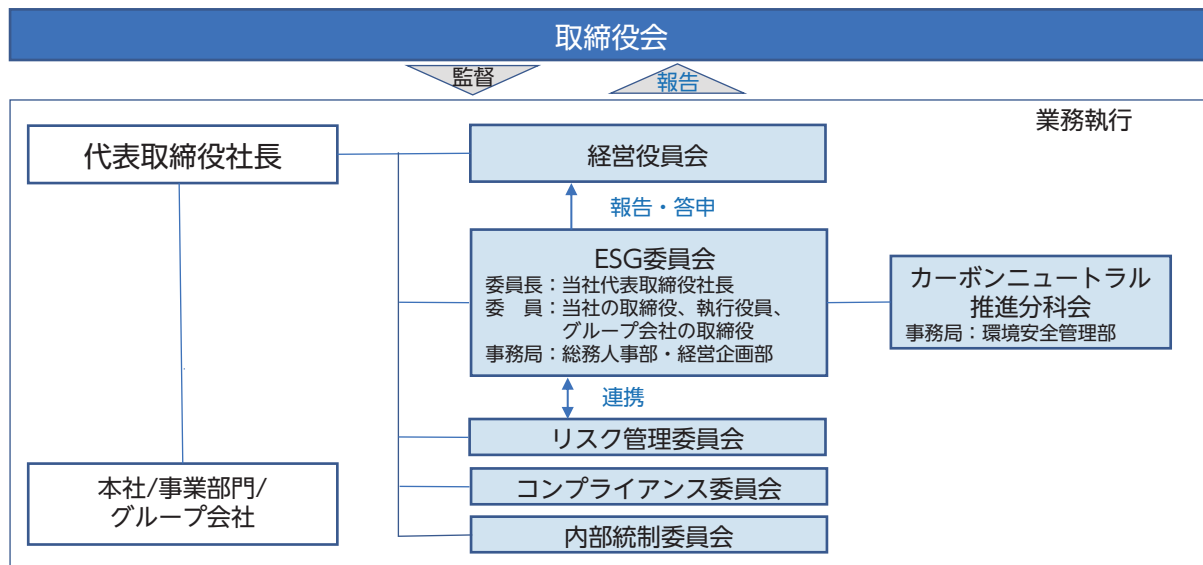 取締役会
監督
報告
業務執行
代表取締役社長
経営役員会
報告・答申
ESG委員会
委員長：当社代表取締役社長
委　員：当社の取締役、執行役員、
グループ会社の取締役
事務局：総務人事部・経営企画部
カーボンニュートラル
推進分科会
事務局：環境安全管理部
連携
リスク管理委員会
本社/事業部門/
グループ会社
コンプライアンス委員会
内部統制委員会